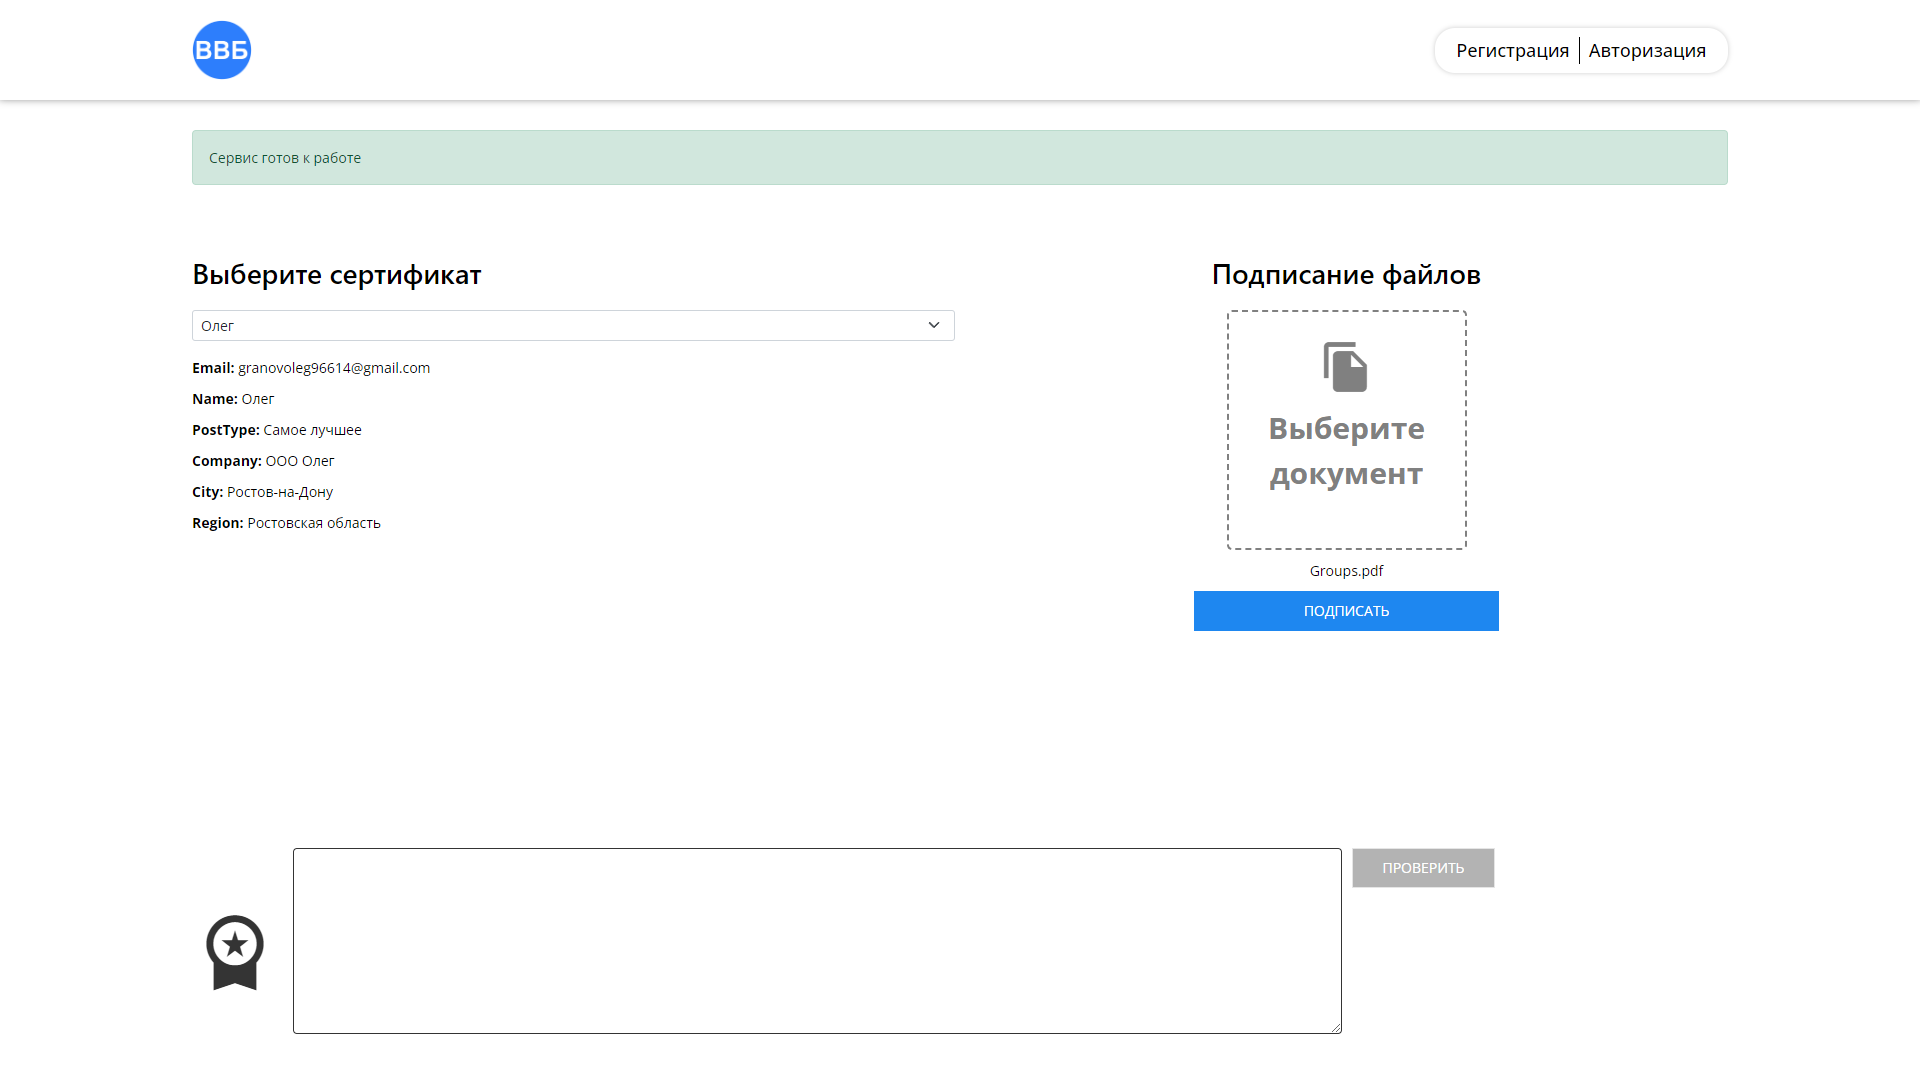 ВВБ
Регистрация
Авторизация
Сервис готов к работе
Выберите сертификат
Олег
Email: granovoleg96614@gmail.com
Name: Олег
PostType: Самое лучшее
Company: ООО Олег
City: Ростов-на-Дону
Region: Ростовская область
Подписание файлов
Выберите
документ
Groups.pdf
ПОДПИСАТЬ
ПРОВЕРИТЬ